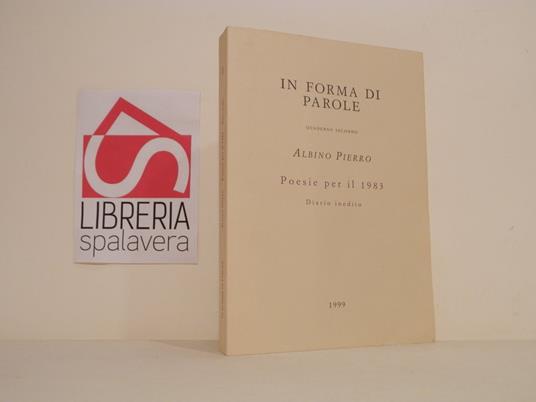 LIBRERIA
spalavera
IN FORMA DI
PAROLE
QUADERNO SECONDO
ALBINO PIERRO
Poesie per il 1983
Diario inedito
1999